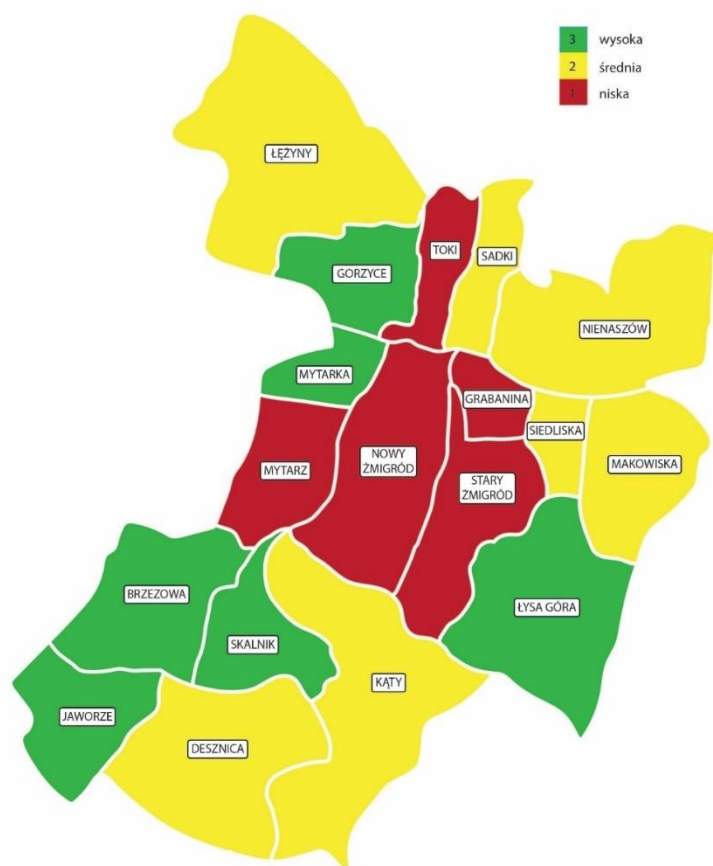 3 wysoka
2 średnia
1 niska
ŁĘŻYNY
TOKI
SADKI
GORZYCE
NIENASZÓW
MYTARKA
GRABANINA
SIEDLISKA
NOWY
ŻMIGRÓD
MAKOWISKA
MYTARZ
STARY
ŻMIGRÓD
BRZEZOWA
ŁYSA GÓRA
SKALNIK
KĄTY
JAWORZE
DESZNICA